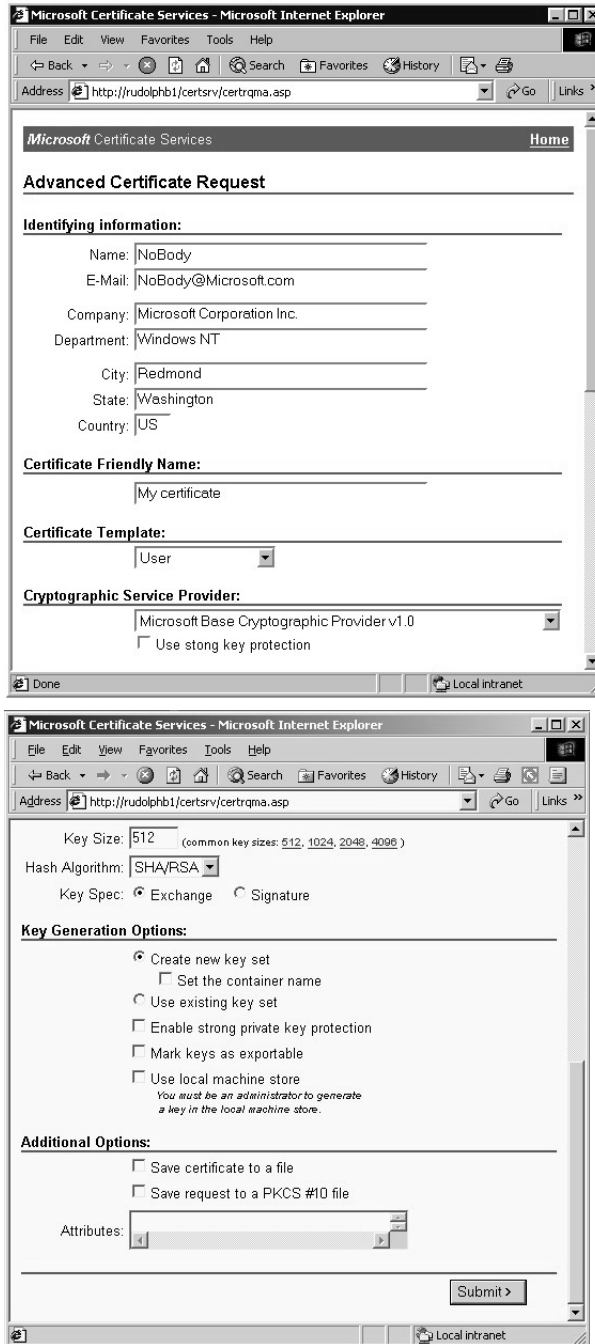 Microsoft Certificate Services - Microsoft Internet Explorer
File Edit View Favorites Tools Help
Back Search Favorites History
Address http://rudolphb1/certsrv/certrqma.asp Go Links »
Microsoft Certificate Services Home
Advanced Certificate Request
Identifying information:
Name: NoBody
E-Mail: NoBody@Microsoft.com
Company: Microsoft Corporation Inc.
Department: Windows NT
City: Redmond
State: Washington
Country: US
Certificate Friendly Name:
My certificate
Certificate Template:
User
Cryptographic Service Provider:
Microsoft Base Cryptographic Provider v1.0
Use stong key protection
Done Local intranet
Microsoft Certificate Services - Microsoft Internet Explorer
File Edit View Favorites Tools Help
Back Search Favorites History
Address http://rudolphb1/certsrv/certrqma.asp Go Links »
Key Size: 512 (common key sizes: 512, 1024, 2048, 4096 )
Hash Algorithm: SHA/RSA
Key Spec: Exchange Signature
Key Generation Options:
Create new key set
Set the container name
Use existing key set
Enable strong private key protection
Mark keys as exportable
Use local machine store
You must be an administrator to generate
a key in the local machine store.
Additional Options:
Save certificate to a file
Save request to a PKCS #10 file
Attributes:
Submit >
Local intranet